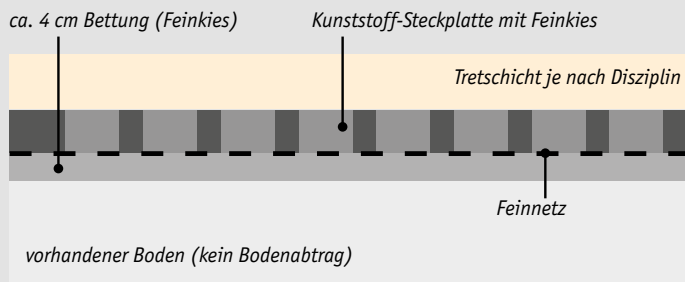 ca. 4 cm Bettung (Feinkies)
Kunststoff-Steckplatte mit Feinkies
Tretschicht je nach Disziplin
Feinnetz
vorhandener Boden (kein Bodenabtrag)